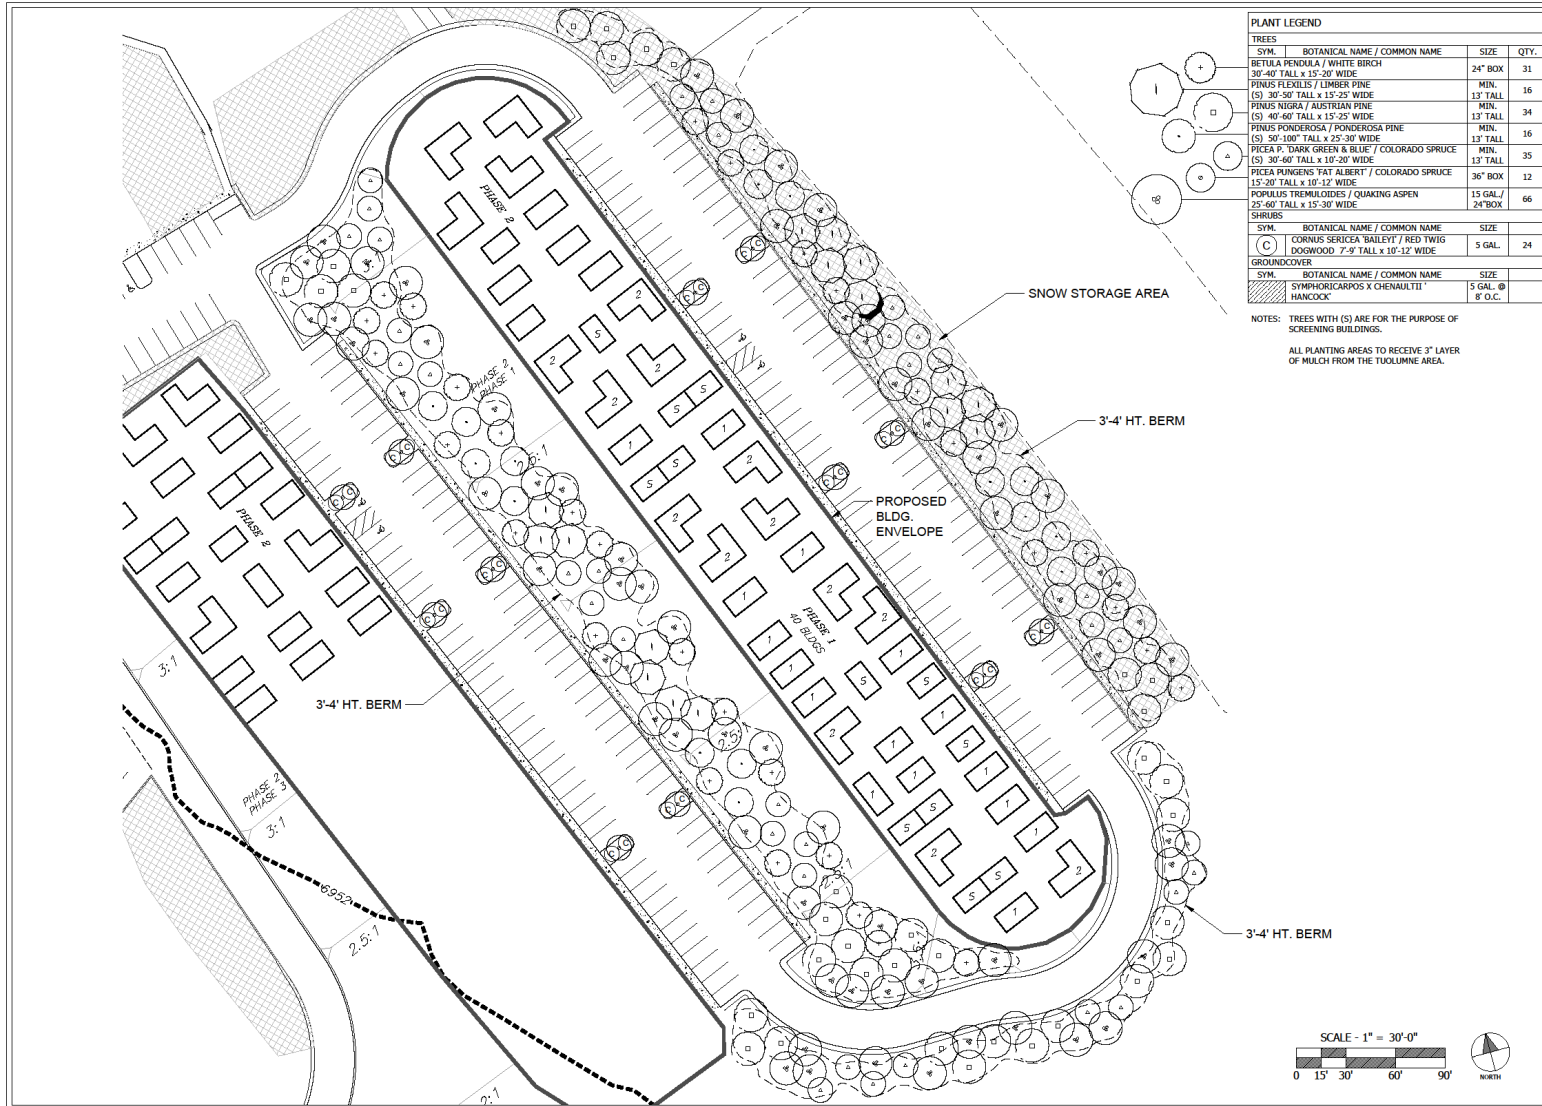 PLANT LEGEND
TREES
SYM. BOTANICAL NAME / COMMON NAME SIZE QTY.
BETULA PENDULA / WHITE BIRCH
30'-40' TALL x 15'-20' WIDE 24" BOX 31
PINUS FLEXILIS / LIMBER PINE MIN.
(S) 30'-50' TALL x 15'-25' WIDE 13' TALL 16
PINUS NIGRA / AUSTRIAN PINE MIN.
(S) 40'-60' TALL x 15'-25' WIDE 13' TALL 34
PINUS PONDEROSA / PONDEROSA PINE MIN.
(S) 50'-100" TALL x 25'-30' WIDE 13' TALL 16
PICEA P. 'DARK GREEN & BLUE' / COLORADO SPRUCE MIN.
(S) 30'-60' TALL x 10'-20' WIDE 13' TALL 35
PICEA PUNGENS 'FAT ALBERT' / COLORADO SPRUCE
15'-20' TALL x 10'-12' WIDE 36" BOX 12
POPULUS TREMULOIDES / QUAKING ASPEN 15 GAL./
25'-60' TALL x 15'-30' WIDE 24"BOX 66
SHRUBS
SYM. BOTANICAL NAME / COMMON NAME SIZE
C CORNUS SERICEA 'BAILEYI' / RED TWIG
DOGWOOD 7'-9' TALL x 10'-12' WIDE 5 GAL. 24
GROUNDCOVER
SYM. BOTANICAL NAME / COMMON NAME SIZE
SYMPHORICARPOS X CHENAULTII ' 5 GAL. @
HANCOCK' 8' O.C.
NOTES: TREES WITH (S) ARE FOR THE PURPOSE OF
SCREENING BUILDINGS.
ALL PLANTING AREAS TO RECEIVE 3" LAYER
OF MULCH FROM THE TUOLUMNE AREA.
SNOW STORAGE AREA
3'-4' HT. BERM
PROPOSED
BLDG.
ENVELOPE
PHASE 2
PHASE 2
PHASE 1
PHASE 2
PHASE 1
40 BLDGS
3'-4' HT. BERM
3:1
PHASE 2
PHASE 3
3:1
6952
2.5:1
2:1
3'-4' HT. BERM
SCALE - 1" = 30'-0"
0 15' 30' 60' 90'
NORTH